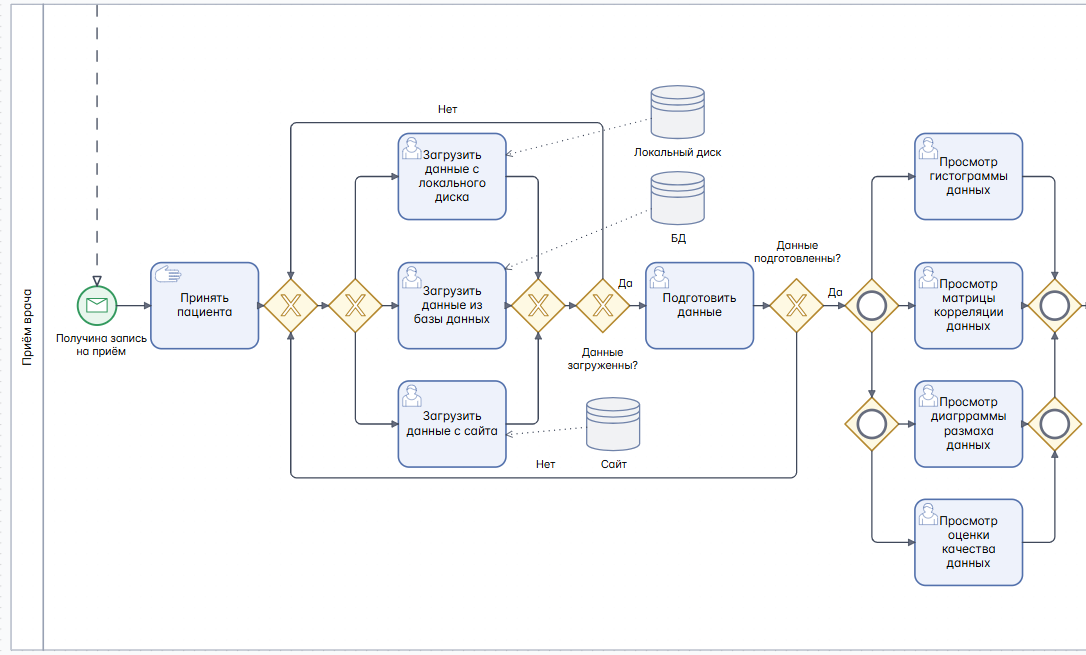 Приём врача
Получина запись
на приём
Принять
пациента
Нет
Загрузить
данные с
локального
диска
Загрузить
данные из
базы данных
Загрузить
данные с сайта
Локальный диск
БД
Сайт
Данные
загруженны?
Да
Нет
Подготовить
данные
Данные
подготовленны?
Да
Просмотр
гистограммы
данных
Просмотр
матрицы
корреляции
данных
Просмотр
диагрраммы
размаха
данных
Просмотр
оценки
качества
данных